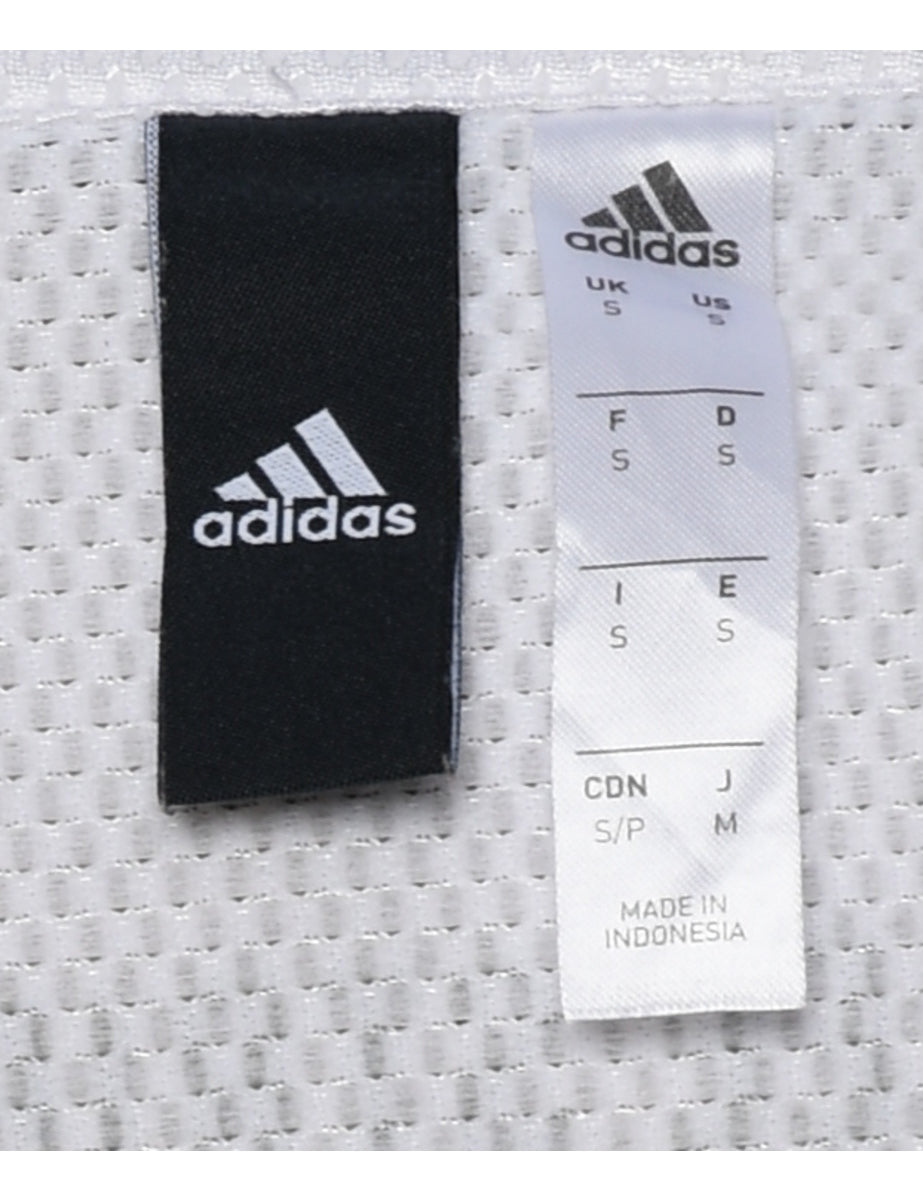 adidas
adidas
UK US
S S
F D
S S
I E
S S
CDN J
S/P M
MADE IN
INDONESIA